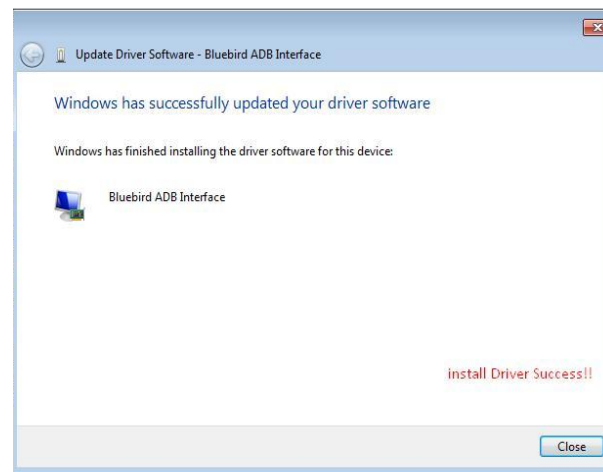 Update Driver Software - Bluebird ADB Interface
Windows has successfully updated your driver software
Windows has finished installing the driver software for this device:
Bluebird ADB Interface
install Driver Success!!
Close